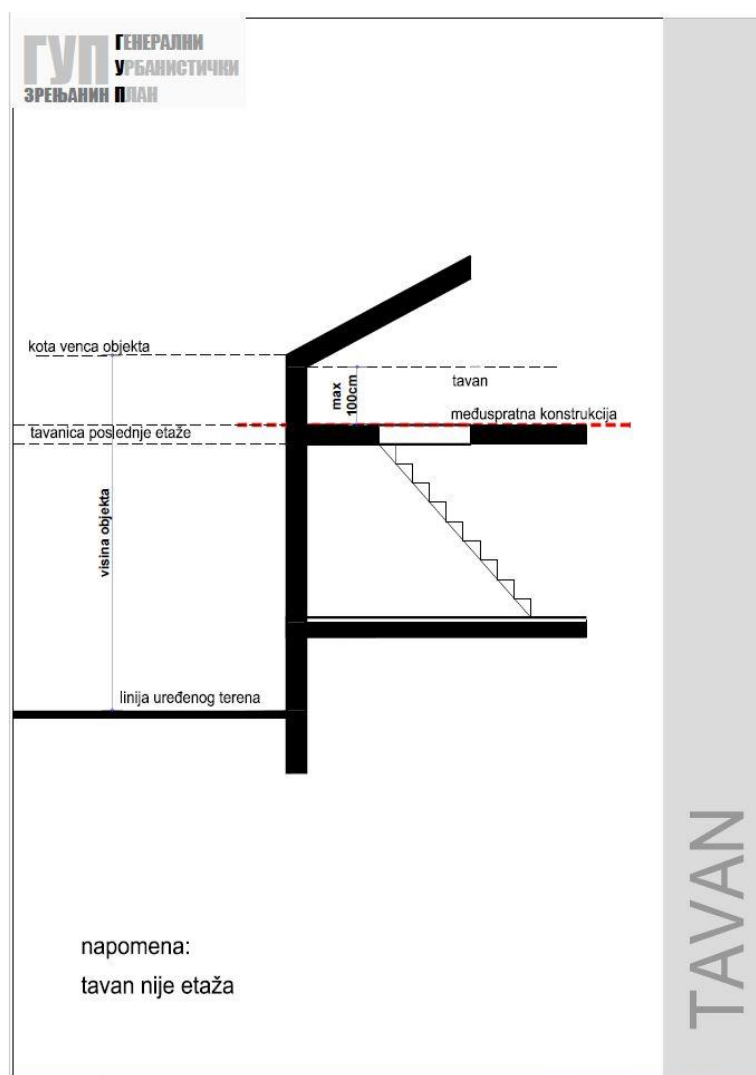 ГУП ГЕНЕРАЛНИ
УРБАНИСТИЧКИ
ЗРЕЊАНИН ПЛАН
kota venca objekta
max
100cm
tavan
međuspratna konstrukcija
tavanica poslednje etaže
visina objekta
linija uređenog terena
TAVAN
napomena:
tavan nije etaža